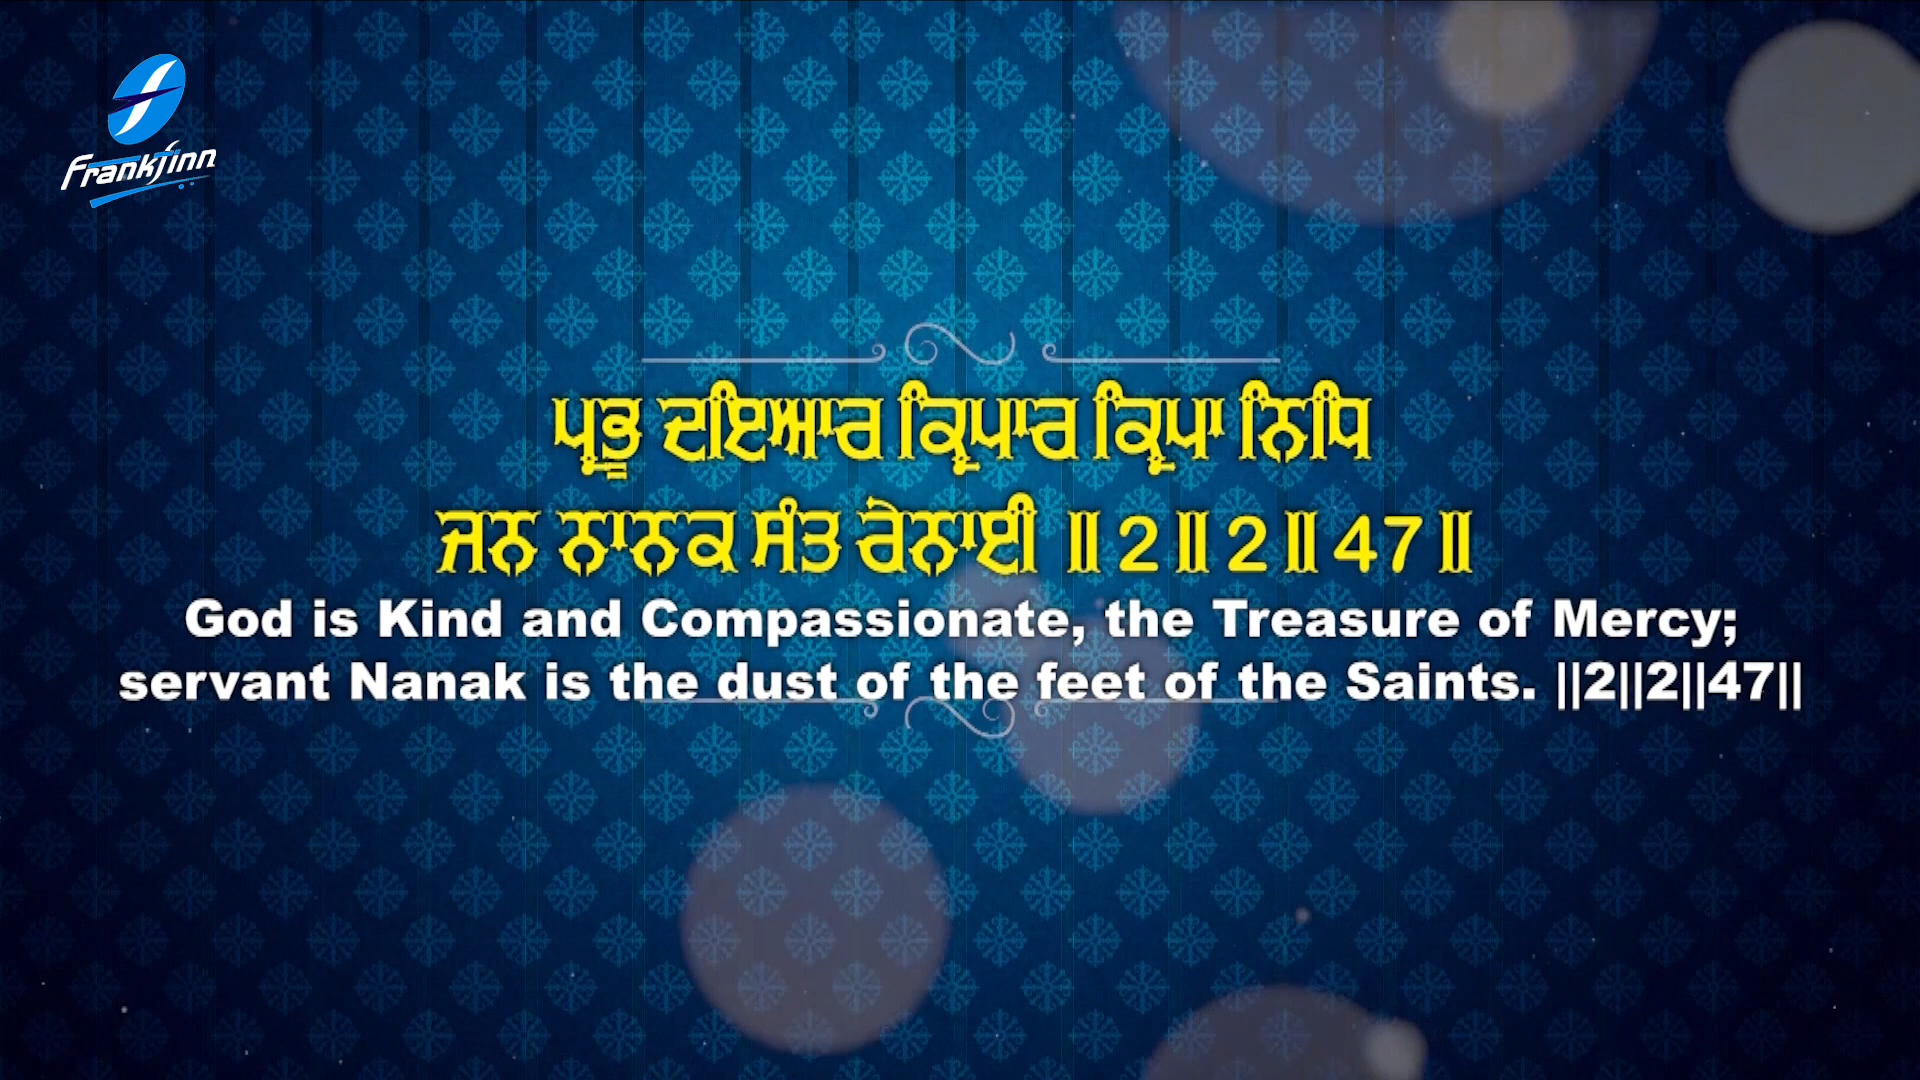 Frankfinn
ਪ੍ਰਭੂ ਦਇਆਰ ਕ੍ਰਿਪਾਰ ਕ੍ਰਿਪਾ ਨਿਧਿ
ਜਨ ਨਾਨਕ ਸੰਤ ਰੇਨਾਈ ॥2॥2॥47॥
God is Kind and Compassionate, the Treasure of Mercy;
servant Nanak is the dust of the feet of the Saints. ||2||2||47||